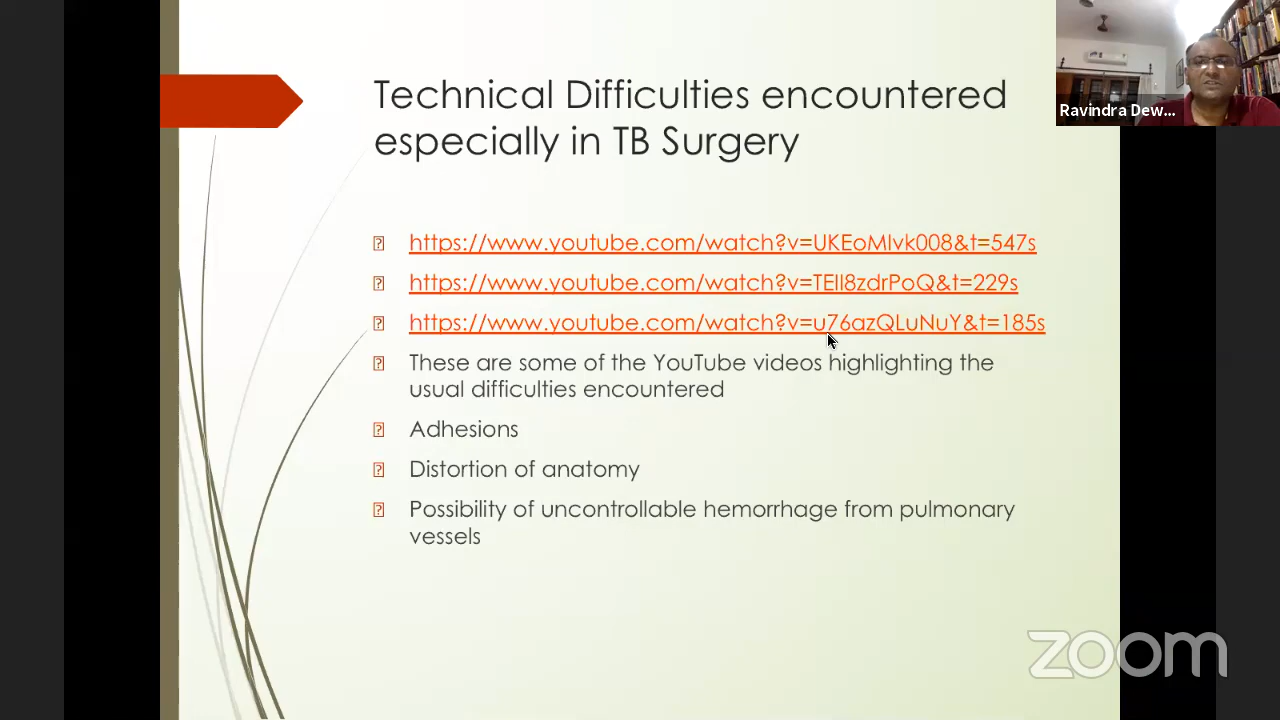 Technical Difficulties encountered
especially in TB Surgery
Ravindra Dew...
https://www.youtube.com/watch?v=UKEoMIvk008&t=547s
https://www.youtube.com/watch?v=TEIl8zdrPoQ&t=229s
https://www.youtube.com/watch?v=u76azQLuNuY&t=185s
These are some of the YouTube videos highlighting the
usual difficulties encountered
Adhesions
Distortion of anatomy
Possibility of uncontrollable hemorrhage from pulmonary
vessels
zoom